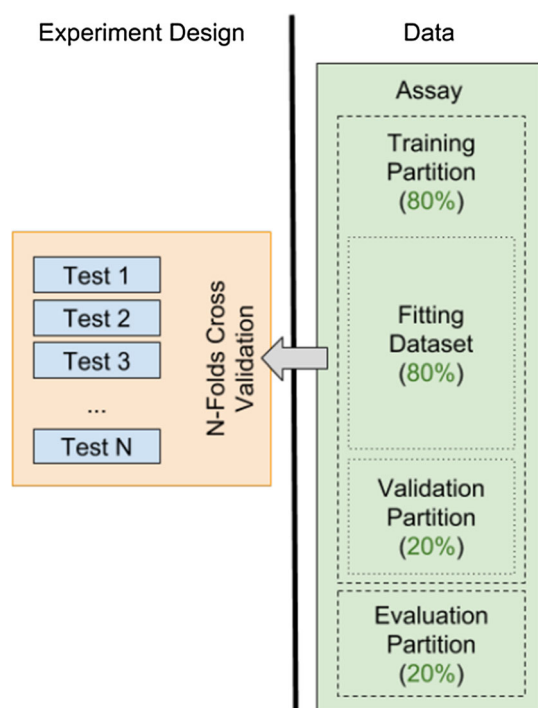 Experiment Design
Data
Assay
Training
Partition
(80%)
Test 1
Test 2
Test 3
...
Test N
N-Folds Cross
Validation
Fitting
Dataset
(80%)
Validation
Partition
(20%)
Evaluation
Partition
(20%)